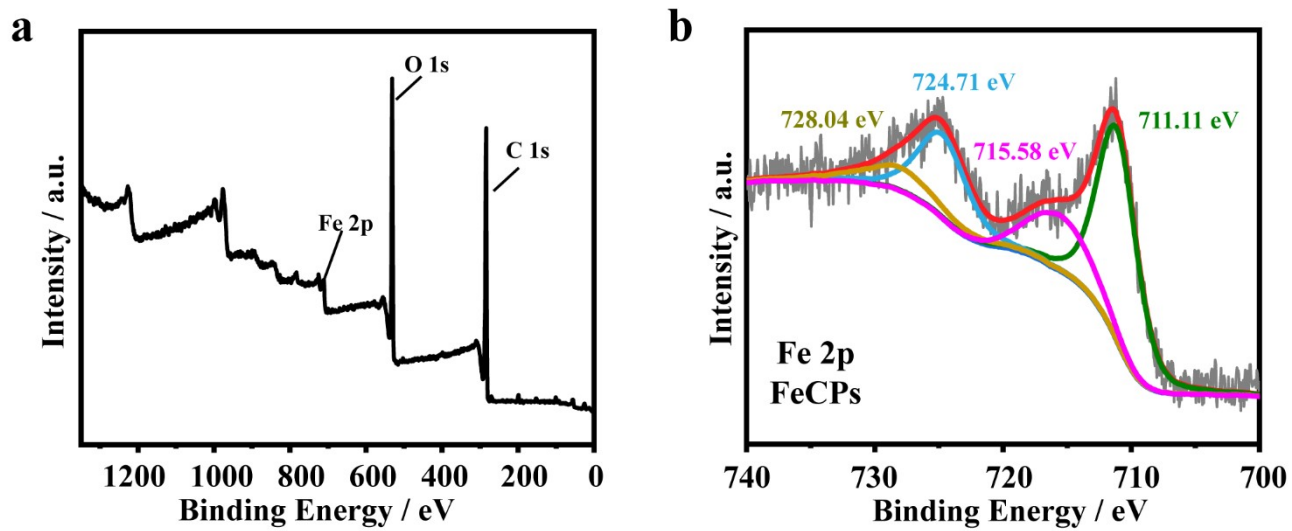 a
O 1s
C 1s
Fe 2p
Intensity / a.u.
1200 1000 800 600 400 200 0
Binding Energy / eV
b
724.71 eV
728.04 eV
711.11 eV
715.58 eV
Intensity / a.u.
Fe 2p
FeCPs
740 730 720 710 700
Binding Energy / eV